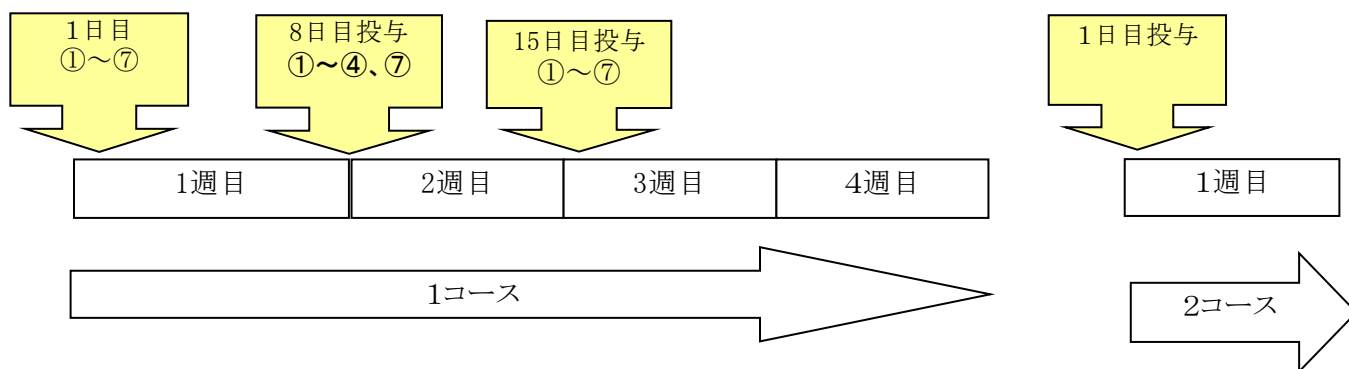 1日目
①~⑦
8日目投与
①~④、⑦
15日目投与
①~⑦
1日目投与
1週目
2週目
3週目
4週目
1週目
1コース
2コース